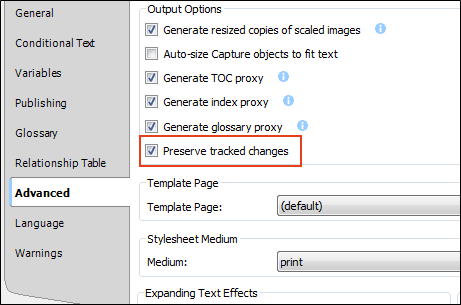 General
Conditional Text
Variables
Publishing
Glossary
Relationship Table
Advanced
Language
Warnings
Output Options
Generate resized copies of scaled images
Auto-size Capture objects to fit text
Generate TOC proxy
Generate index proxy
Generate glossary proxy
Preserve tracked changes
Template Page
Template Page: (default)
Stylesheet Medium
Medium: print
Expanding Text Effects